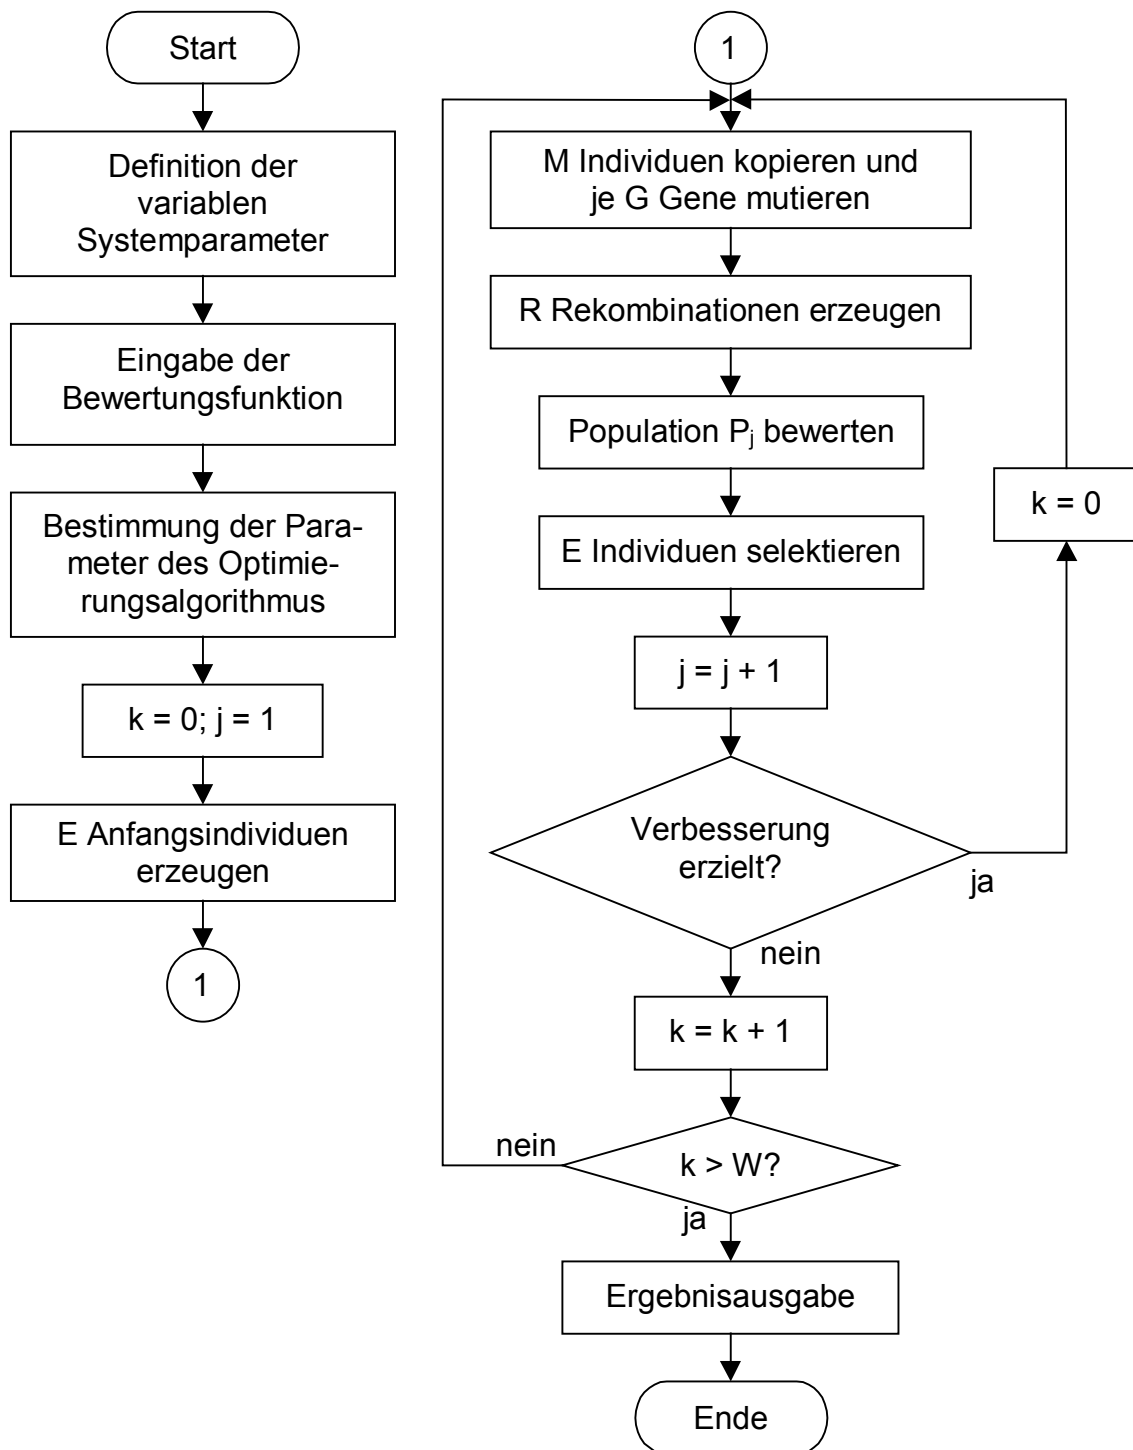 Start
Definition der
variablen
Systemparameter
Eingabe der
Bewertungsfunktion
Bestimmung der Para-
meter des Optimie-
rungsalgorithmus
k = 0; j = 1
E Anfangsindividuen
erzeugen
1
1
M Individuen kopieren und
je G Gene mutieren
R Rekombinationen erzeugen
Population Pj bewerten
E Individuen selektieren
k = 0
j = j + 1
Verbesserung
erzielt?
ja
nein
k = k + 1
nein
k > W?
ja
Ergebnisausgabe
Ende